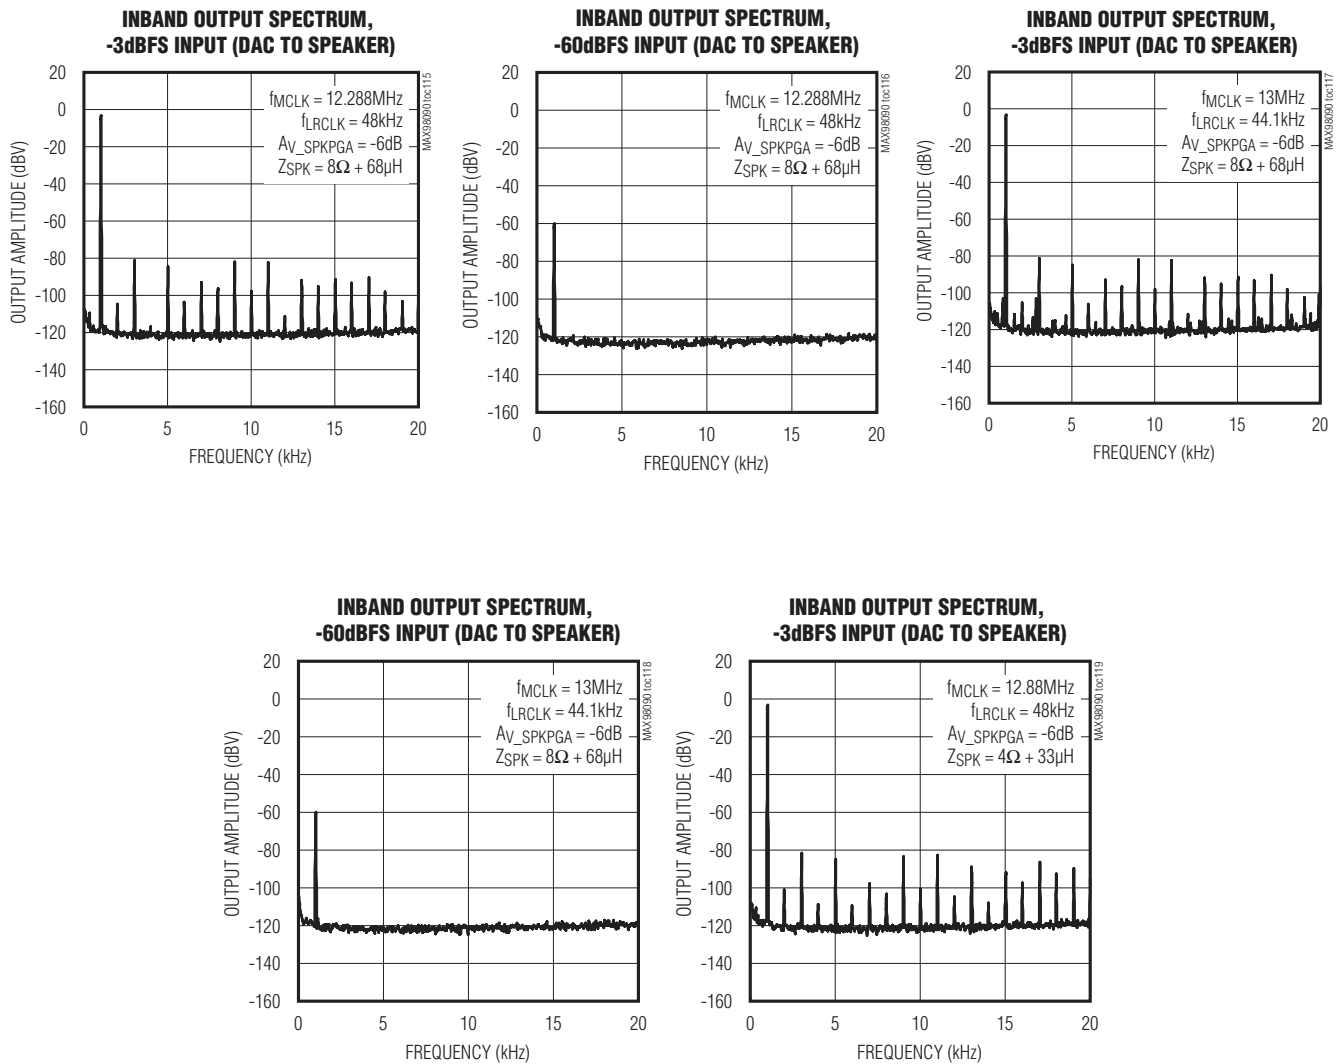 INBAND OUTPUT SPECTRUM,
-3dBFS INPUT (DAC TO SPEAKER)
MAX98090 toc115
fMCLK = 12.288MHz
fLRCLK = 48kHz
AV_SPKPGA = -6dB
ZSPK = 8Ω + 68µH
OUTPUT AMPLITUDE (dBV)
20
0
-20
-40
-60
-80
-100
-120
-140
-160
0 5 10 15 20
FREQUENCY (kHz)
INBAND OUTPUT SPECTRUM,
-60dBFS INPUT (DAC TO SPEAKER)
MAX98090 toc116
fMCLK = 12.288MHz
fLRCLK = 48kHz
AV_SPKPGA = -6dB
ZSPK = 8Ω + 68µH
OUTPUT AMPLITUDE (dBV)
20
0
-20
-40
-60
-80
-100
-120
-140
-160
0 5 10 15 20
FREQUENCY (kHz)
INBAND OUTPUT SPECTRUM,
-3dBFS INPUT (DAC TO SPEAKER)
MAX98090 toc117
fMCLK = 13MHz
fLRCLK = 44.1kHz
AV_SPKPGA = -6dB
ZSPK = 8Ω + 68µH
OUTPUT AMPLITUDE (dBV)
20
0
-20
-40
-60
-80
-100
-120
-140
-160
0 5 10 15 20
FREQUENCY (kHz)
INBAND OUTPUT SPECTRUM,
-60dBFS INPUT (DAC TO SPEAKER)
MAX98090 toc118
fMCLK = 13MHz
fLRCLK = 44.1kHz
AV_SPKPGA = -6dB
ZSPK = 8Ω + 68µH
OUTPUT AMPLITUDE (dBV)
20
0
-20
-40
-60
-80
-100
-120
-140
-160
0 5 10 15 20
FREQUENCY (kHz)
INBAND OUTPUT SPECTRUM,
-3dBFS INPUT (DAC TO SPEAKER)
MAX98090 toc119
fMCLK = 12.88MHz
fLRCLK = 48kHz
AV_SPKPGA = -6dB
ZSPK = 4Ω + 33µH
OUTPUT AMPLITUDE (dBV)
20
0
-20
-40
-60
-80
-100
-120
-140
-160
0 5 10 15 20
FREQUENCY (kHz)